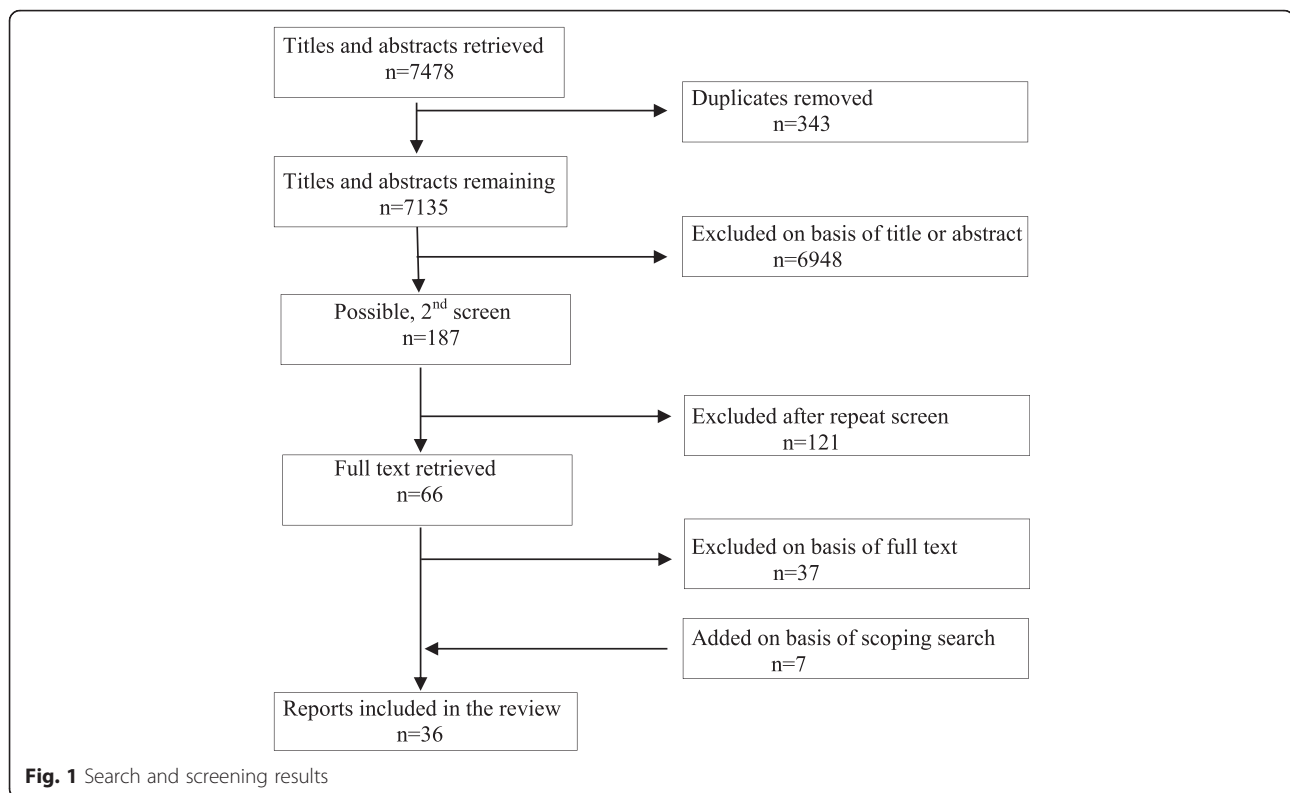 Titles and abstracts retrieved
n=7478
Duplicates removed
n=343
Titles and abstracts remaining
n=7135
Excluded on basis of title or abstract
n=6948
Possible, 2nd screen
n=187
Excluded after repeat screen
n=121
Full text retrieved
n=66
Excluded on basis of full text
n=37
Added on basis of scoping search
n=7
Reports included in the review
n=36
Fig. 1 Search and screening results